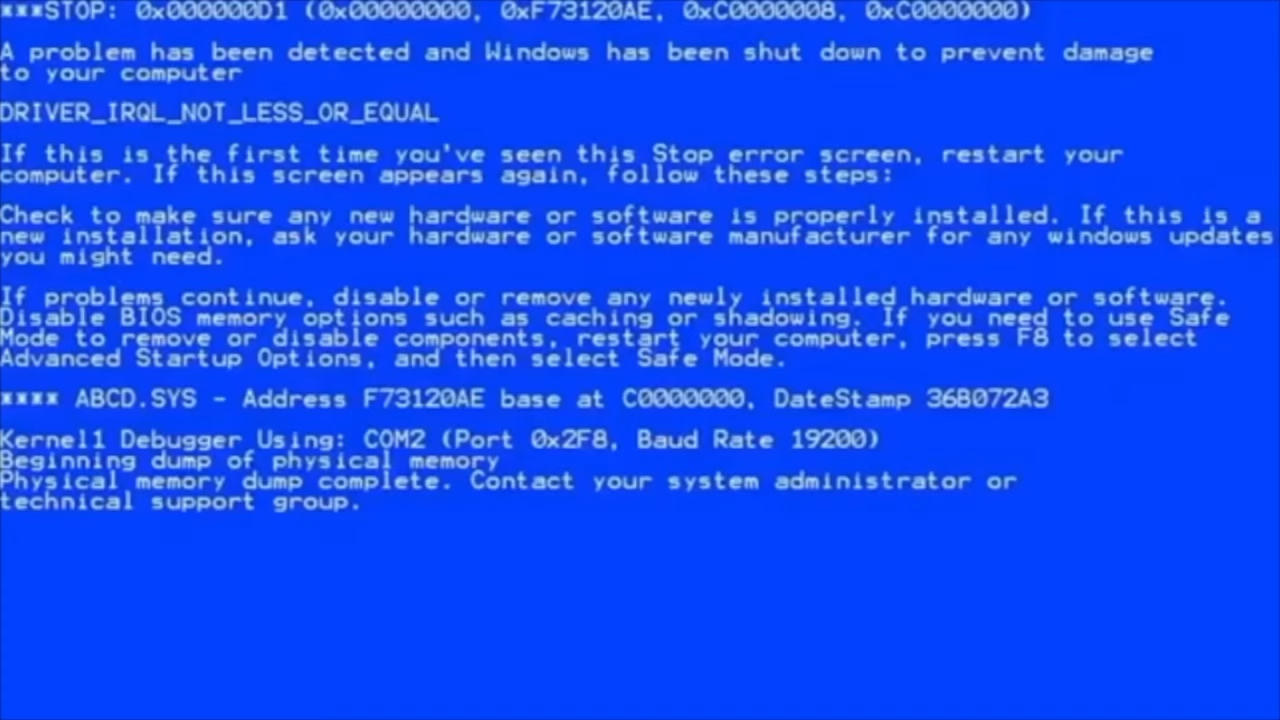 ***STOP: 0x000000D1 (0x00000000, 0xF73120AE, 0xC0000008, 0xC0000000)
A problem has been detected and Windows has been shut down to prevent damage
to your computer
DRIVER_IRQL_NOT_LESS_OR_EQUAL
If this is the first time you've seen this Stop error screen, restart your
computer. If this screen appears again, follow these steps:
Check to make sure any new hardware or software is properly installed. If this is a
new installation, ask your hardware or software manufacturer for any windows updates
you might need.
If problems continue, disable or remove any newly installed hardware or software.
Disable BIOS memory options such as caching or shadowing. If you need to use Safe
Mode to remove or disable components, restart your computer, press F8 to select
Advanced Startup Options, and then select Safe Mode.
**** ABCD.SYS - Address F73120AE base at C0000000, DateStamp 36B072A3
Kernel1 Debugger Using: COM2 (Port 0x2F8, Baud Rate 19200)
Beginning dump of physical memory
Physical memory dump complete. Contact your system administrator or
technical support group.